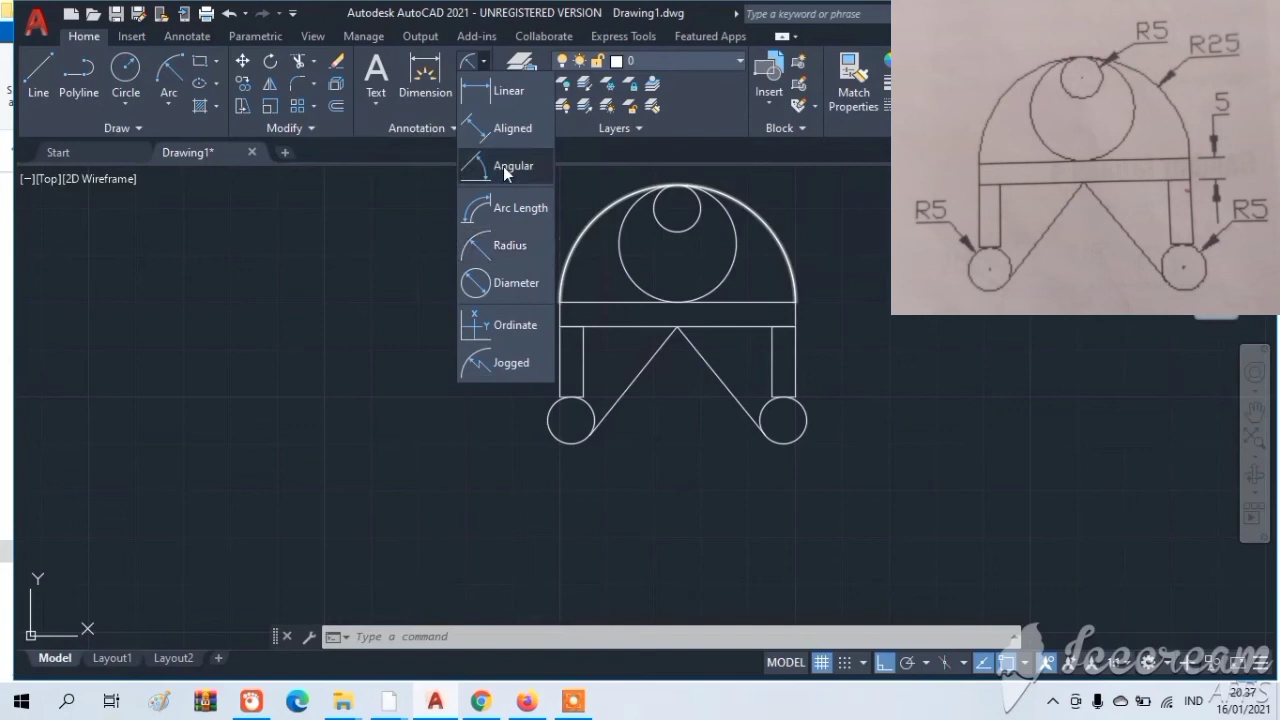 Autodesk AutoCAD 2021 - UNREGISTERED VERSION Drawing1.dwg
Type a keyword or phrase
Home Insert Annotate Parametric View Manage Output Add-ins Collaborate Express Tools Featured Apps
Line Polyline Circle Arc
Text Dimension
0
Insert
Match Properties
Draw
Modify
Annotation
Layers
Block
Start
Drawing1*
[−][Top][2D Wireframe]
Linear
Aligned
Angular
Arc Length
Radius
Diameter
Ordinate
Jogged
X
Y
R5
R25
5
R5
R5
Y
X
Type a command
Model Layout1 Layout2
MODEL
Icecream
APPS
IND
20.37
16/01/2021